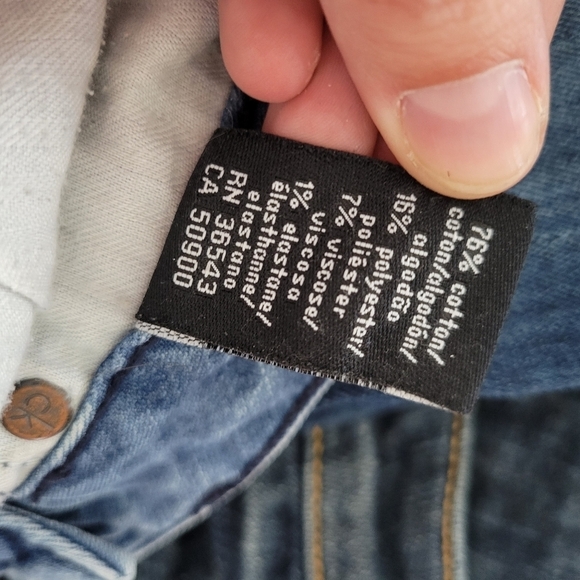 76% cotton/
coton/algodón/
algodão
16% polyester/
poliéster
7% viscose/
viscosa
1% elastane/
élasthanne/
elastano
RN 36543
CA 50900
CK